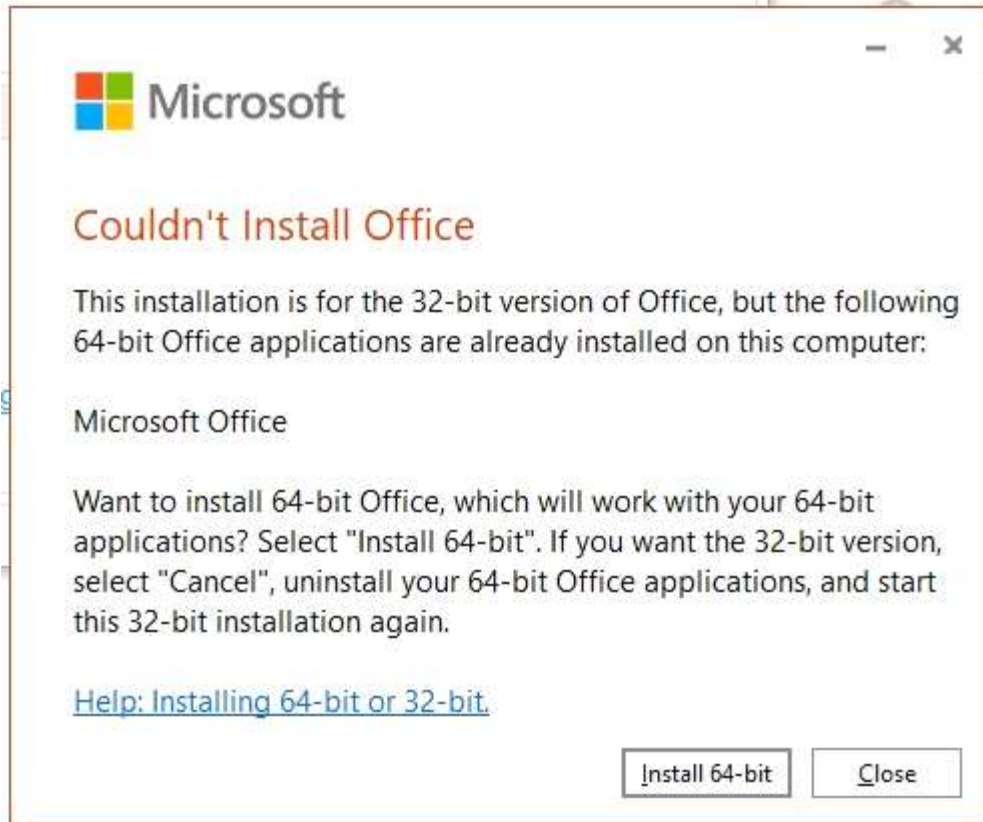 Microsoft
Couldn't Install Office
This installation is for the 32-bit version of Office, but the following
64-bit Office applications are already installed on this computer:
Microsoft Office
Want to install 64-bit Office, which will work with your 64-bit
applications? Select "Install 64-bit". If you want the 32-bit version,
select "Cancel", uninstall your 64-bit Office applications, and start
this 32-bit installation again.
Help: Installing 64-bit or 32-bit.
Install 64-bit
Close